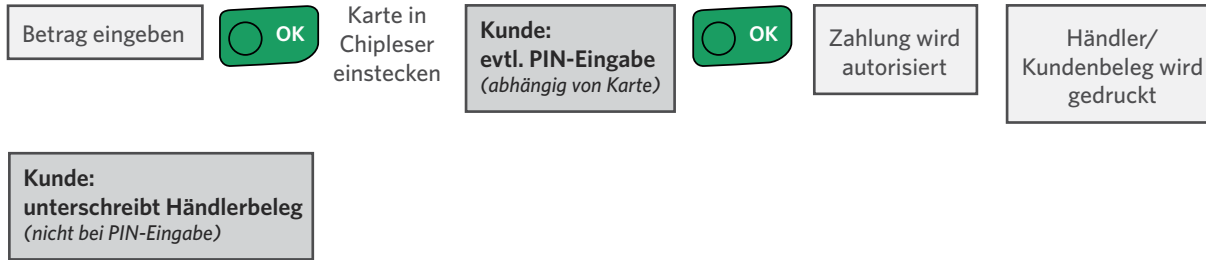 Betrag eingeben
OK
Karte in
Chipleser
einstecken
Kunde:
evtl. PIN-Eingabe
(abhängig von Karte)
OK
Zahlung wird
autorisiert
Händler/
Kundenbeleg wird
gedruckt
Kunde:
unterschreibt Händlerbeleg
(nicht bei PIN-Eingabe)